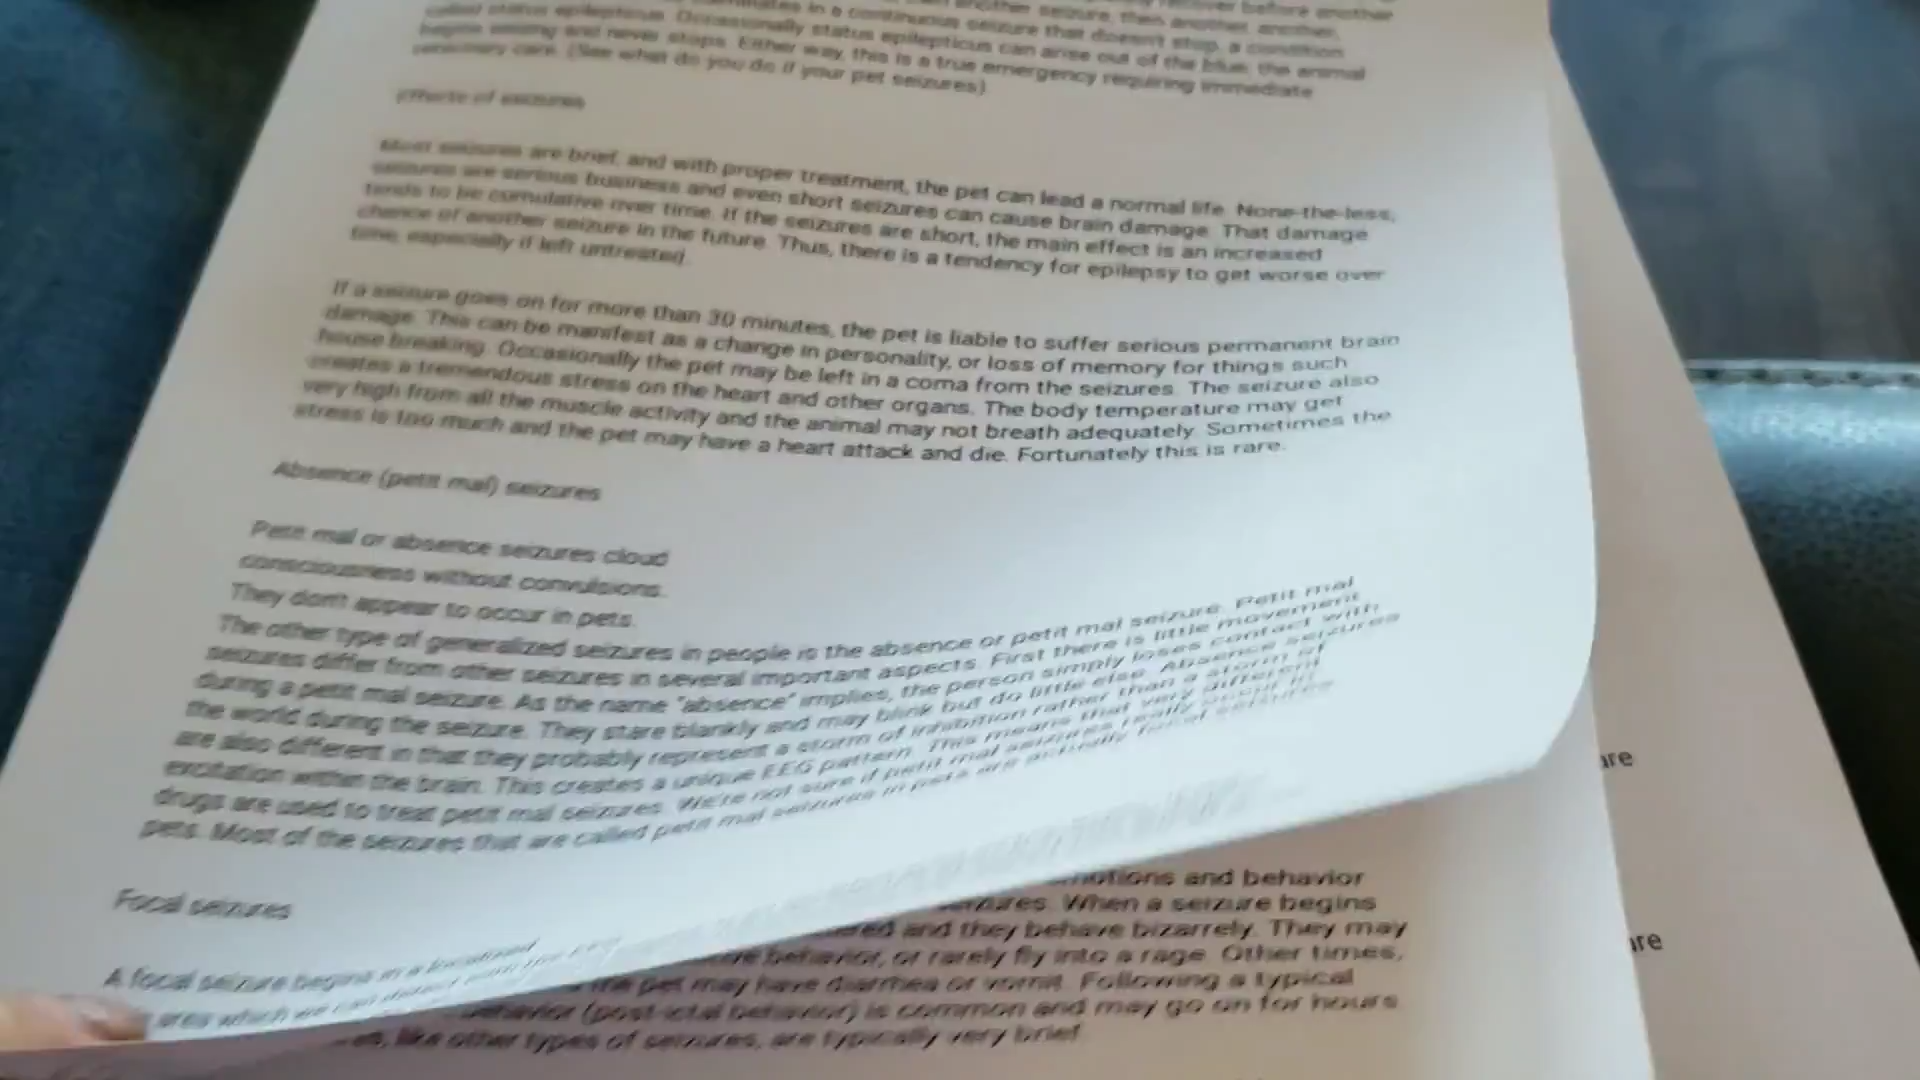 another seizure, then another, another,
in a continuous seizure that doesn't stop, a condition
called status epilepticus. Occasionally status epilepticus can arise out of the blue; the animal
begins seizing and never stops. Either way, this is a true emergency requiring immediate
veterinary care. (See what do you do if your pet seizures)
Effects of seizures
Most seizures are brief, and with proper treatment, the pet can lead a normal life. None-the-less,
seizures are serious business and even short seizures can cause brain damage. That damage
tends to be cumulative over time. If the seizures are short, the main effect is an increased
chance of another seizure in the future. Thus, there is a tendency for epilepsy to get worse over
time, especially if left untreated.
If a seizure goes on for more than 30 minutes, the pet is liable to suffer serious permanent brain
damage. This can be manifest as a change in personality, or loss of memory for things such
house breaking. Occasionally the pet may be left in a coma from the seizures. The seizure also
creates a tremendous stress on the heart and other organs. The body temperature may get
very high from all the muscle activity and the animal may not breath adequately. Sometimes the
stress is too much and the pet may have a heart attack and die. Fortunately this is rare.
Absence (petit mal) seizures
Petit mal or absence seizures cloud
consciousness without convulsions.
They don't appear to occur in pets.
The other type of generalized seizures in people is the absence or petit mal seizure. Petit mal
seizures differ from other seizures in several important aspects. First there is little movement
during a petit mal seizure. As the name "absence" implies, the person simply loses contact with
the world during the seizure. They stare blankly and may blink but do little else. Absence seizures
are also different in that they probably represent a storm of inhibition rather than a storm of
excitation within the brain. This creates a unique EEG pattern. This means that very different
drugs are used to treat petit mal seizures. We're not sure if petit mal seizures really occur in
pets. Most of the seizures that are called petit mal seizures in pets are actually focal seizures
Focal seizures
A focal seizure begins in a localized
area which we can detect with the EEG
emotions and behavior
seizures. When a seizure begins
and they behave bizarrely. They may
behavior, or rarely fly into a rage. Other times,
the pet may have diarrhea or vomit. Following a typical
behavior (post-ictal behavior) is common and may go on for hours
like other types of seizures, are typically very brief.